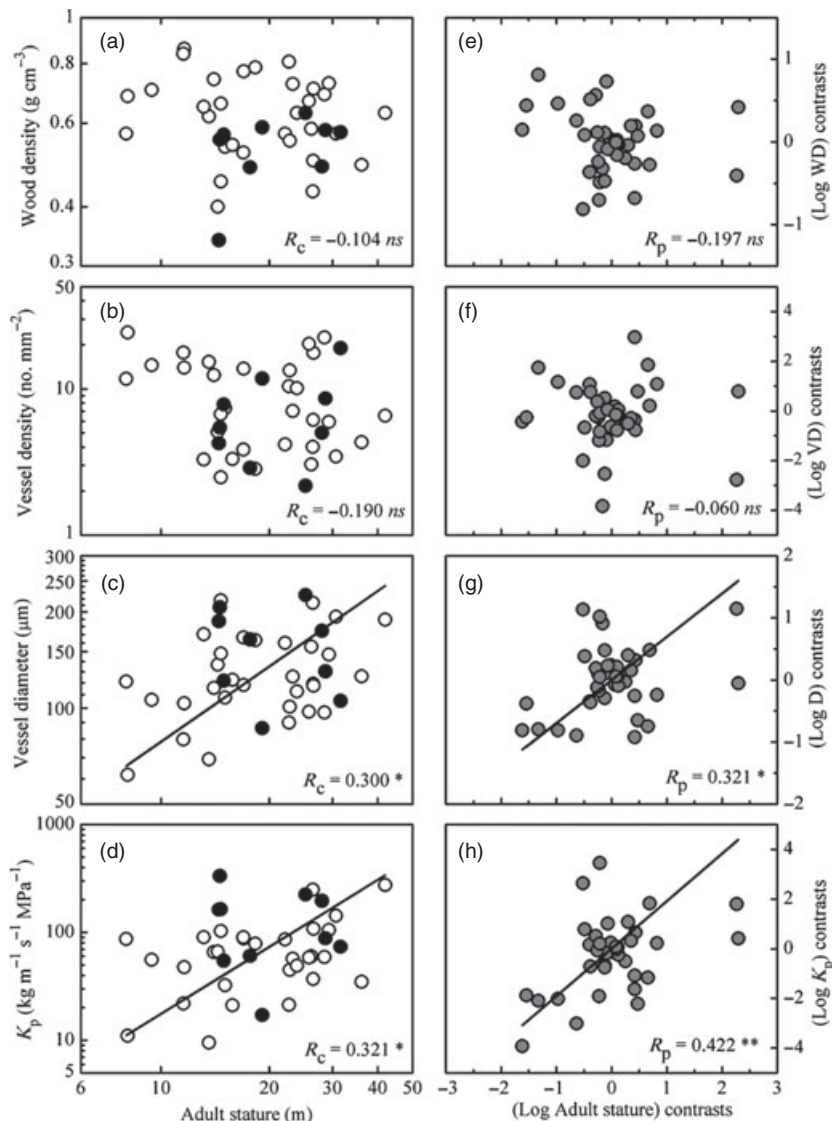 (a)
Wood density (g cm⁻³)
1
0.8
0.6
0.4
0.3
R_c = −0.104 ns
(e)
(Log WD) contrasts
1
0
−1
R_p = −0.197 ns
(b)
Vessel density (no. mm⁻²)
50
10
1
R_c = −0.190 ns
(f)
(Log VD) contrasts
4
2
0
−2
−4
R_p = −0.060 ns
(c)
Vessel diameter (μm)
300
250
200
150
100
50
R_c = 0.300 *
(g)
(Log D) contrasts
2
1
0
−1
−2
R_p = 0.321 *
(d)
K_p (kg m⁻¹ s⁻¹ MPa⁻¹)
1000
100
10
5
R_c = 0.321 *
6 10 20 30 40 50
Adult stature (m)
(h)
(Log K_p) contrasts
4
2
0
−2
−4
R_p = 0.422 **
−3 −2 −1 0 1 2 3
(Log Adult stature) contrasts